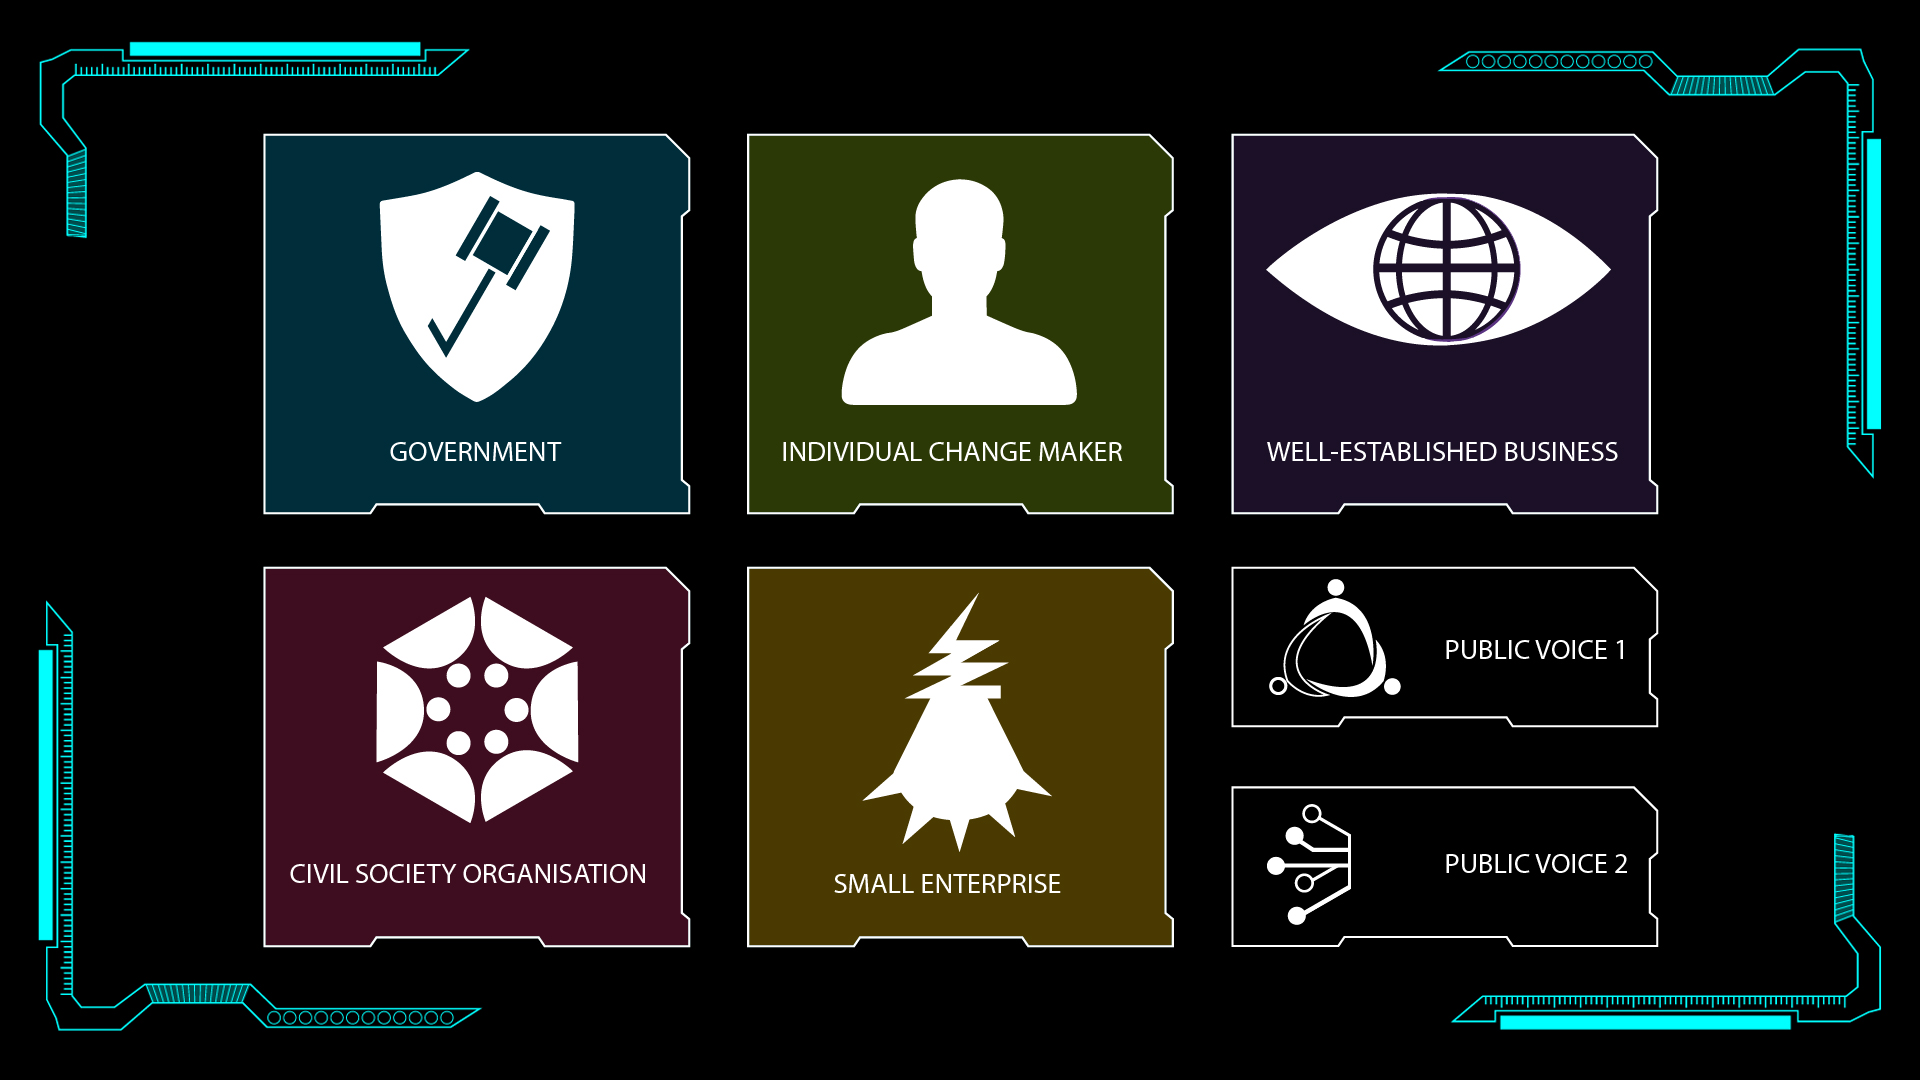 GOVERNMENT
INDIVIDUAL CHANGE MAKER
WELL-ESTABLISHED BUSINESS
CIVIL SOCIETY ORGANISATION
SMALL ENTERPRISE
PUBLIC VOICE 1
PUBLIC VOICE 2